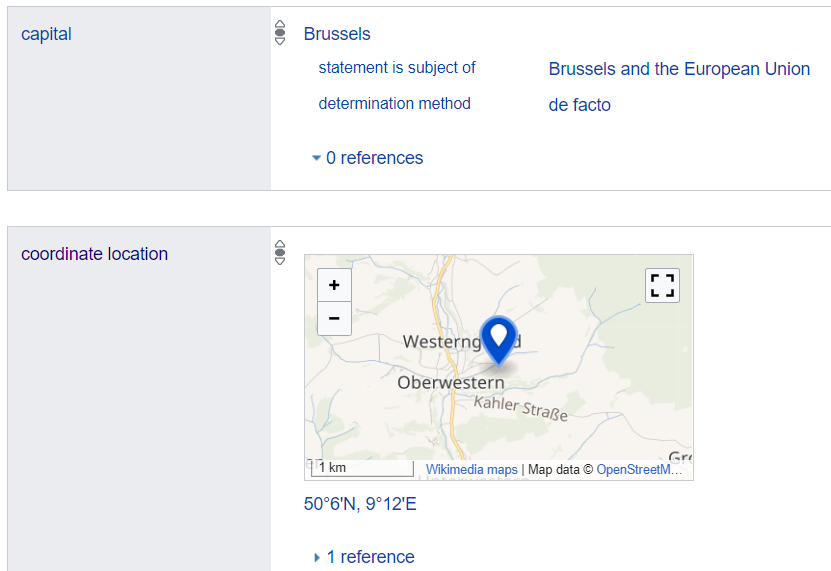 capital
Brussels
statement is subject of
Brussels and the European Union
determination method
de facto
0 references
coordinate location
+
−
Oberwestern
Kahler Straße
1 km
Wikimedia maps | Map data © OpenStreetM...
50°6'N, 9°12'E
1 reference